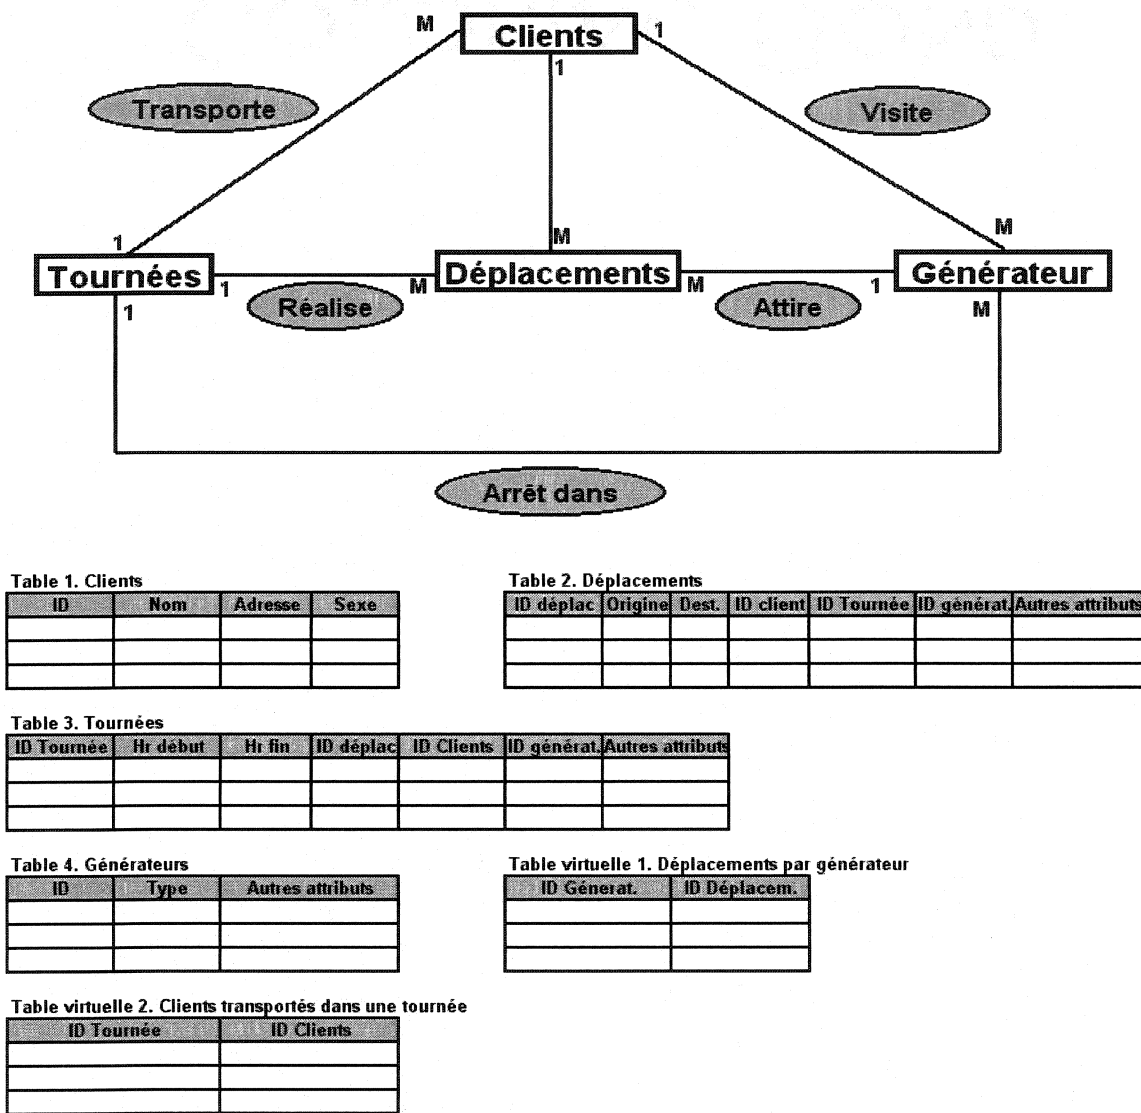 M
Clients
1
1
Transporte
Visite
1
M
M
Tournées
Déplacements
Générateur
1
M
M
1
1
Réalise
Attire
M
Arrêt dans
Table 1. Clients
ID Nom Adresse Sexe
Table 2. Déplacements
ID déplac Origine Dest. ID client ID Tournée ID générat. Autres attributs
Table 3. Tournées
ID Tournée Hr début Hr fin ID déplac ID Clients ID générat. Autres attributs
Table 4. Générateurs
ID Type Autres attributs
Table virtuelle 1. Déplacements par générateur
ID Génerat. ID Déplacem.
Table virtuelle 2. Clients transportés dans une tournée
ID Tournée ID Clients